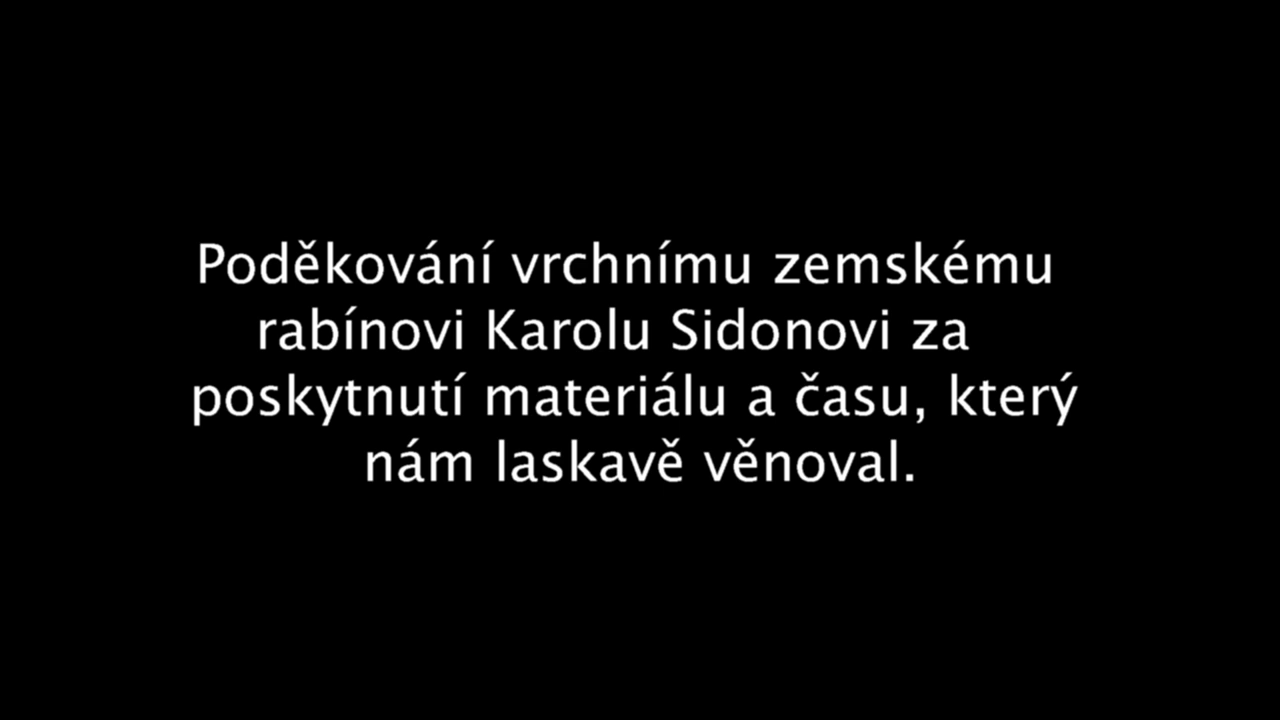 Poděkování vrchnímu zemskému
rabínovi Karolu Sidonovi za
poskytnutí materiálu a času, který
nám laskavě věnoval.